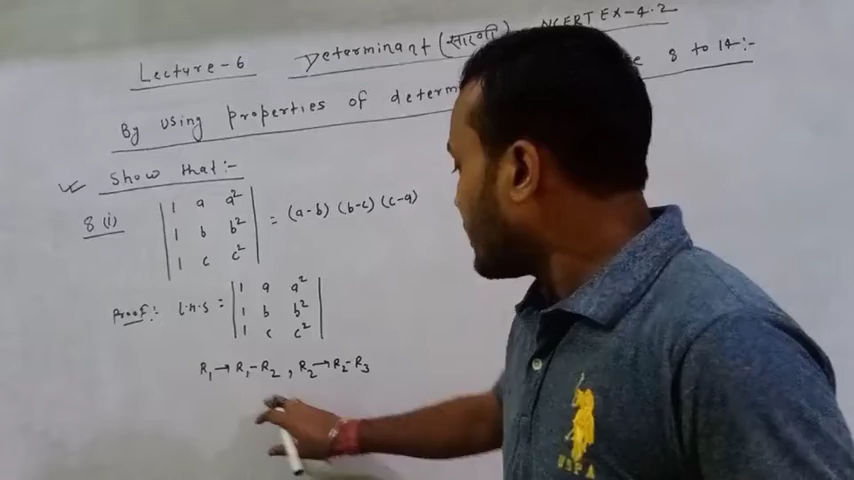 Lecture-6 Determinant (सारणी) NCERT EX-4.2
By using properties of determ 8 to 14:-
✓ Show that:-
8 (i) | 1 a a² | = (a-b) (b-c) (c-a)
| 1 b b² |
| 1 c c² |
Proof:- L.H.S = | 1 a a² |
| 1 b b² |
| 1 c c² |
R₁→R₁-R₂, R₂→R₂-R₃
USPA